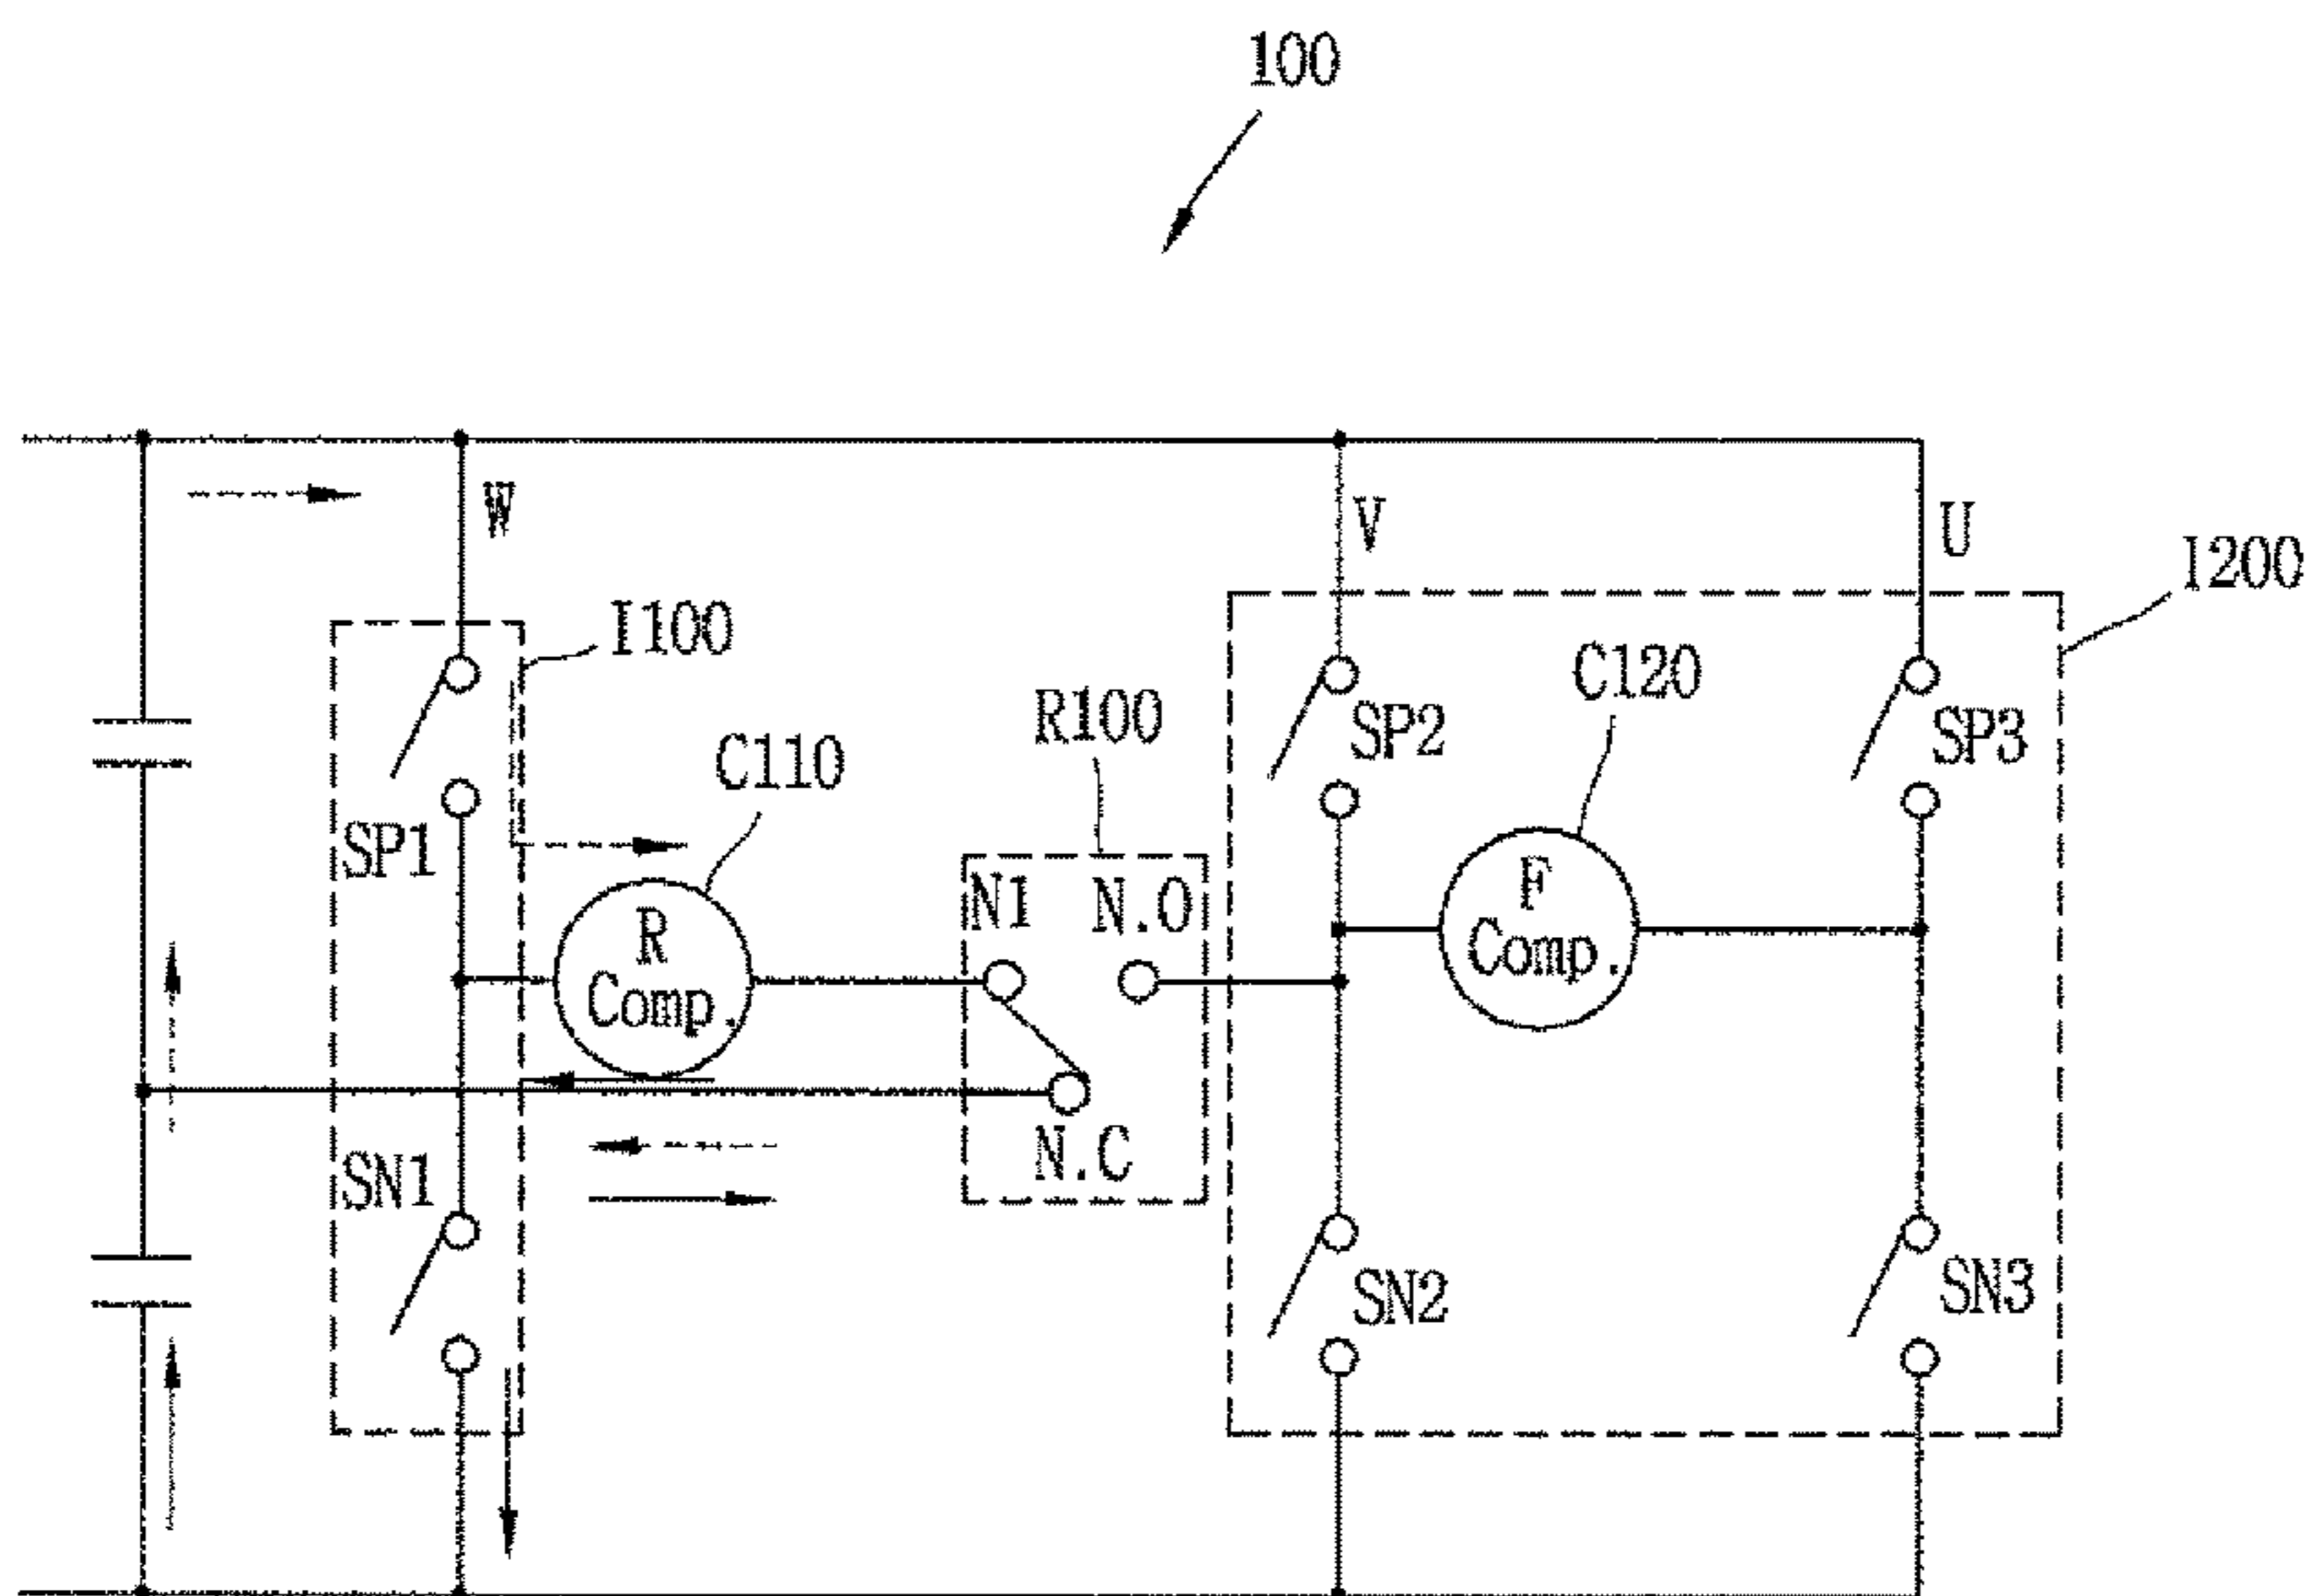 100
W
V
U
I200
I100
C120
R100
SP2
SP3
C110
SP1
N1
N.O
F
Comp.
R
Comp.
N.C
SN1
SN2
SN3